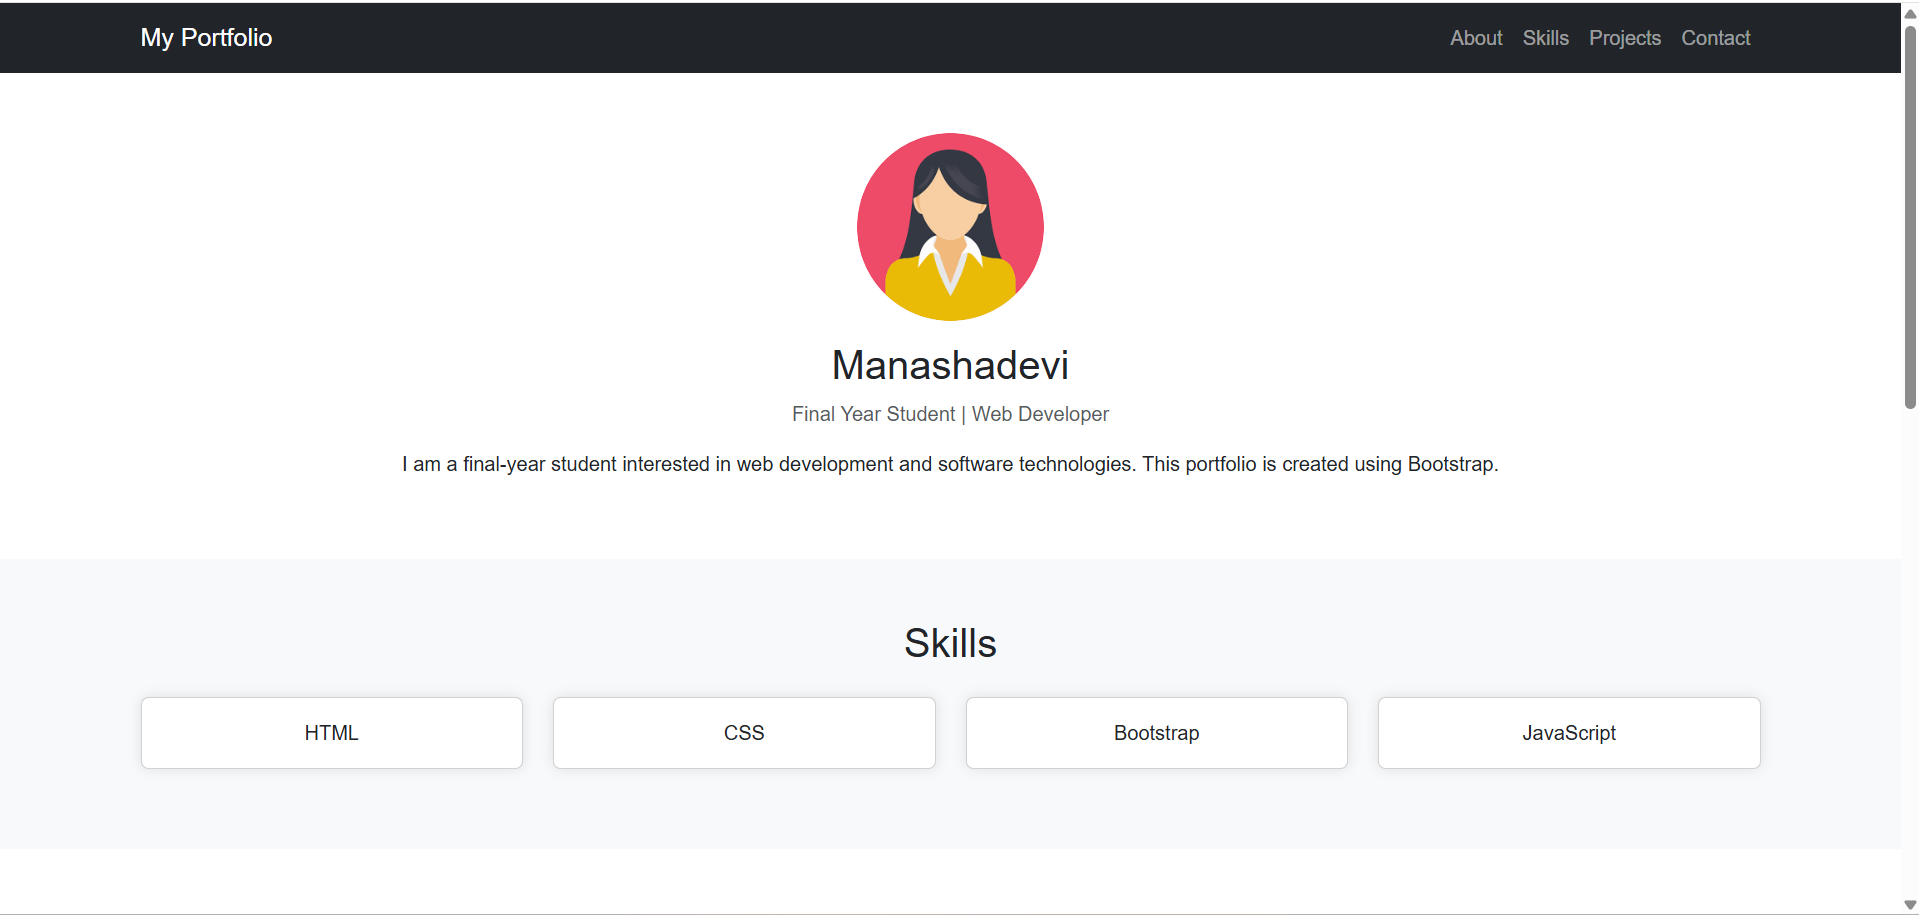 My Portfolio
About Skills Projects Contact
Manashadevi
Final Year Student | Web Developer
I am a final-year student interested in web development and software technologies. This portfolio is created using Bootstrap.
Skills
HTML
CSS
Bootstrap
JavaScript